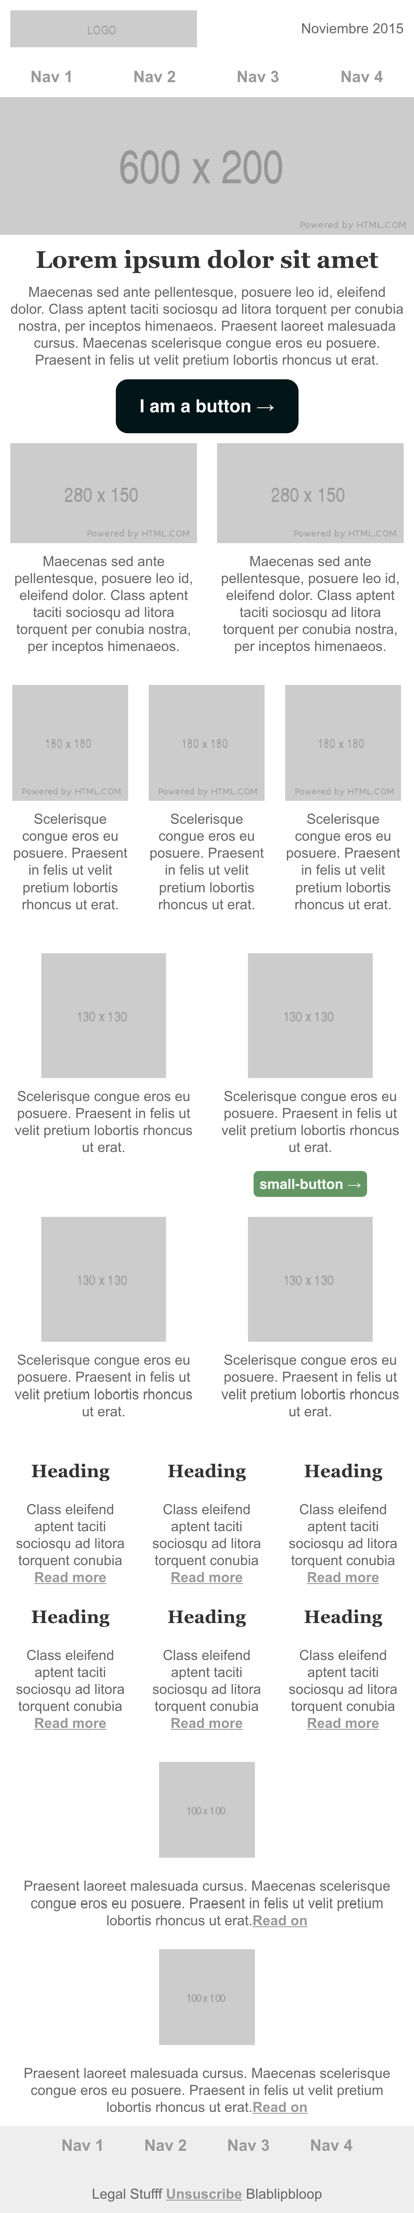 LOGO
Noviembre 2015
Nav 1 Nav 2 Nav 3 Nav 4
600 x 200
Powered by HTML.COM
Lorem ipsum dolor sit amet
Maecenas sed ante pellentesque, posuere leo id, eleifend
dolor. Class aptent taciti sociosqu ad litora torquent per conubia
nostra, per inceptos himenaeos. Praesent laoreet malesuada
cursus. Maecenas scelerisque congue eros eu posuere.
Praesent in felis ut velit pretium lobortis rhoncus ut erat.
I am a button →
280 x 150
Powered by HTML.COM
Maecenas sed ante
pellentesque, posuere leo id,
eleifend dolor. Class aptent
taciti sociosqu ad litora
torquent per conubia nostra,
per inceptos himenaeos.
280 x 150
Powered by HTML.COM
Maecenas sed ante
pellentesque, posuere leo id,
eleifend dolor. Class aptent
taciti sociosqu ad litora
torquent per conubia nostra,
per inceptos himenaeos.
180 x 180
Powered by HTML.COM
Scelerisque
congue eros eu
posuere. Praesent
in felis ut velit
pretium lobortis
rhoncus ut erat.
180 x 180
Powered by HTML.COM
Scelerisque
congue eros eu
posuere. Praesent
in felis ut velit
pretium lobortis
rhoncus ut erat.
180 x 180
Powered by HTML.COM
Scelerisque
congue eros eu
posuere. Praesent
in felis ut velit
pretium lobortis
rhoncus ut erat.
130 x 130
Scelerisque congue eros eu
posuere. Praesent in felis ut
velit pretium lobortis rhoncus
ut erat.
130 x 130
Scelerisque congue eros eu
posuere. Praesent in felis ut
velit pretium lobortis rhoncus
ut erat.
small-button →
130 x 130
Scelerisque congue eros eu
posuere. Praesent in felis ut
velit pretium lobortis rhoncus
ut erat.
130 x 130
Scelerisque congue eros eu
posuere. Praesent in felis ut
velit pretium lobortis rhoncus
ut erat.
Heading
Class eleifend
aptent taciti
sociosqu ad litora
torquent conubia
Read more
Heading
Class eleifend
aptent taciti
sociosqu ad litora
torquent conubia
Read more
Heading
Class eleifend
aptent taciti
sociosqu ad litora
torquent conubia
Read more
Heading
Class eleifend
aptent taciti
sociosqu ad litora
torquent conubia
Read more
Heading
Class eleifend
aptent taciti
sociosqu ad litora
torquent conubia
Read more
Heading
Class eleifend
aptent taciti
sociosqu ad litora
torquent conubia
Read more
100 x 100
Praesent laoreet malesuada cursus. Maecenas scelerisque
congue eros eu posuere. Praesent in felis ut velit pretium
lobortis rhoncus ut erat.Read on
100 x 100
Praesent laoreet malesuada cursus. Maecenas scelerisque
congue eros eu posuere. Praesent in felis ut velit pretium
lobortis rhoncus ut erat.Read on
Nav 1 Nav 2 Nav 3 Nav 4
Legal Stufff Unsuscribe Blablipbloop